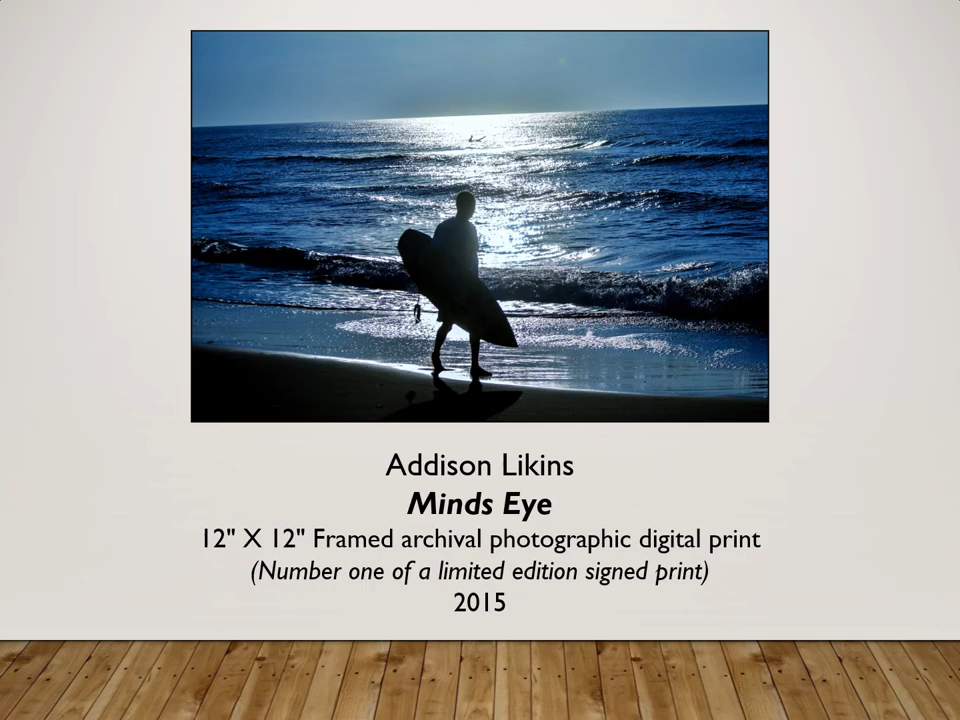 Addison Likins
Minds Eye
12" X 12" Framed archival photographic digital print
(Number one of a limited edition signed print)
2015